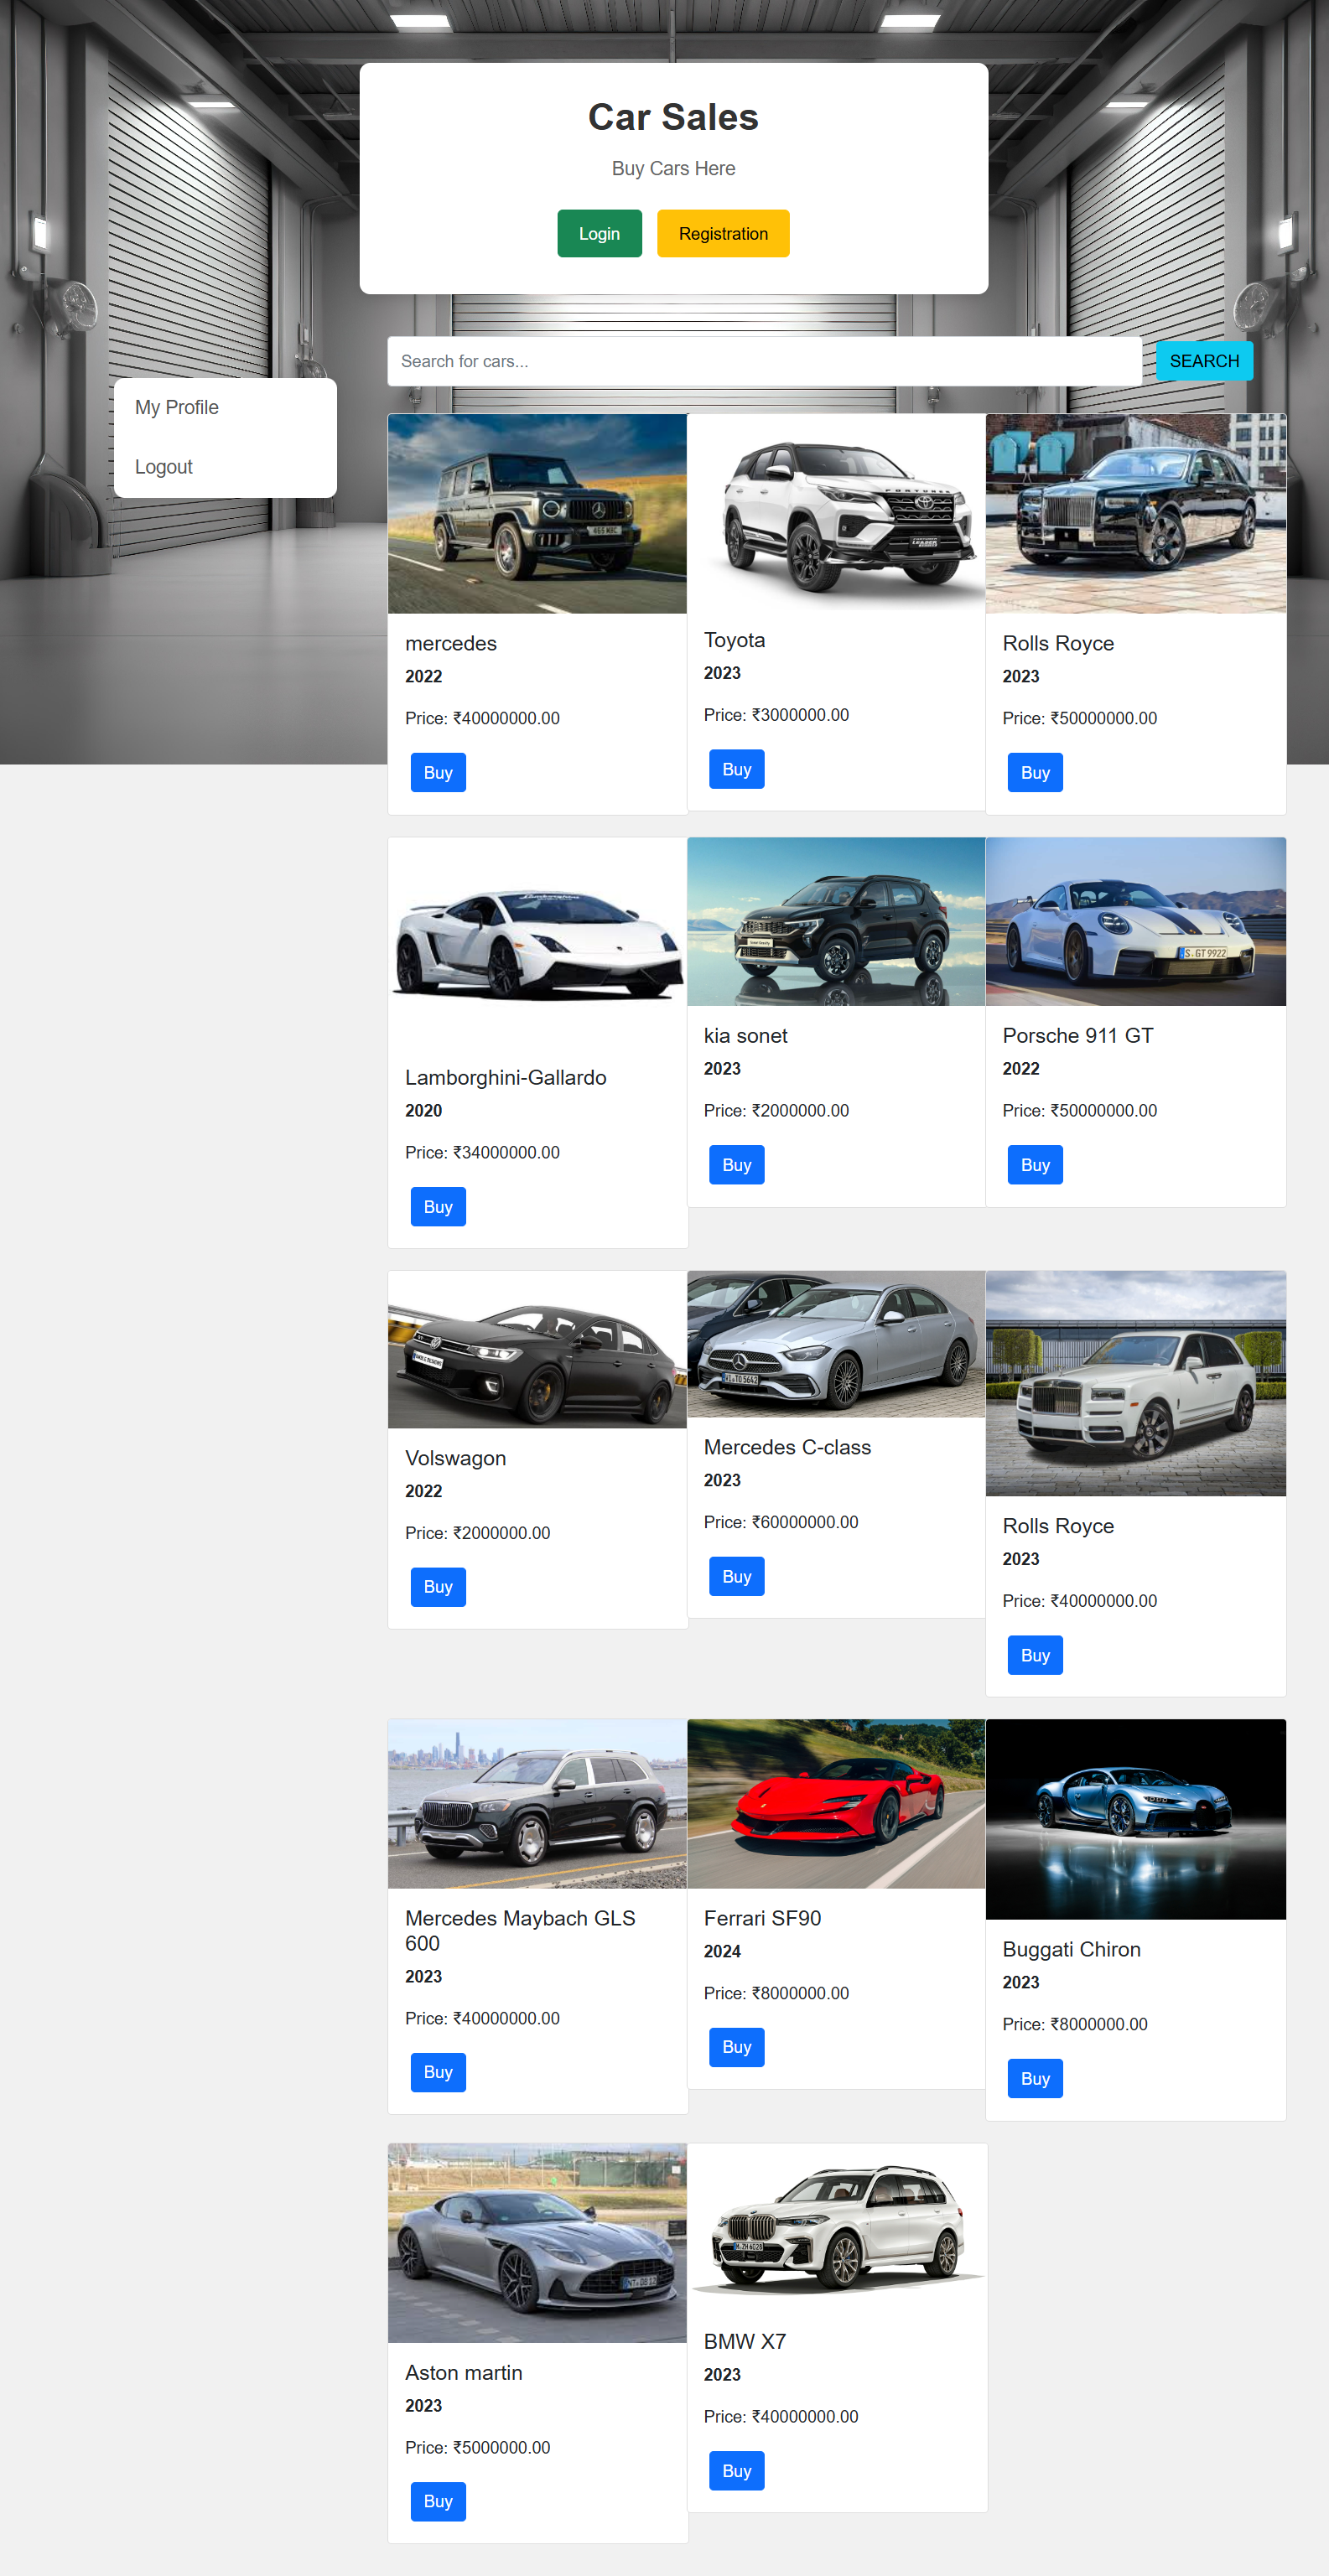 Car Sales
Buy Cars Here
Login
Registration
Search for cars...
SEARCH
My Profile
Logout
mercedes
2022
Price: ₹40000000.00
Buy
Toyota
2023
Price: ₹3000000.00
Buy
Rolls Royce
2023
Price: ₹50000000.00
Buy
Lamborghini-Gallardo
2020
Price: ₹34000000.00
Buy
S·GT 9922
kia sonet
2023
Price: ₹2000000.00
Buy
Porsche 911 GT
2022
Price: ₹50000000.00
Buy
Volswagon
2022
Price: ₹2000000.00
Buy
Mercedes C-class
2023
Price: ₹60000000.00
Buy
Rolls Royce
2023
Price: ₹40000000.00
Buy
Mercedes Maybach GLS
600
2023
Price: ₹40000000.00
Buy
Ferrari SF90
2024
Price: ₹8000000.00
Buy
Buggati Chiron
2023
Price: ₹8000000.00
Buy
Aston martin
2023
Price: ₹5000000.00
Buy
BMW X7
2023
Price: ₹40000000.00
Buy